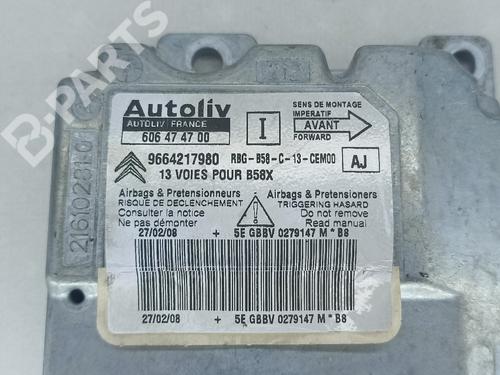 B-PARTS
Autoliv
AUTOLIV FRANCE
606 47 47 00
I
SENS DE MONTAGE
IMPERATIF
AVANT
FORWARD
9664217980 RBG-B58-C-13-CEM00
13 VOIES POUR B58X
AJ
Airbags & Pretensionneurs
RISQUE DE DECLENCHEMENT
Consulter la notice
Ne pas démonter
Airbags & Pretensioners
TRIGGERING HASARD
Do not remove
Read manual
27/02/08 + 5E GBBV 0279147 M * B8
27/02/08 + 5E GBBV 0279147 M * B8